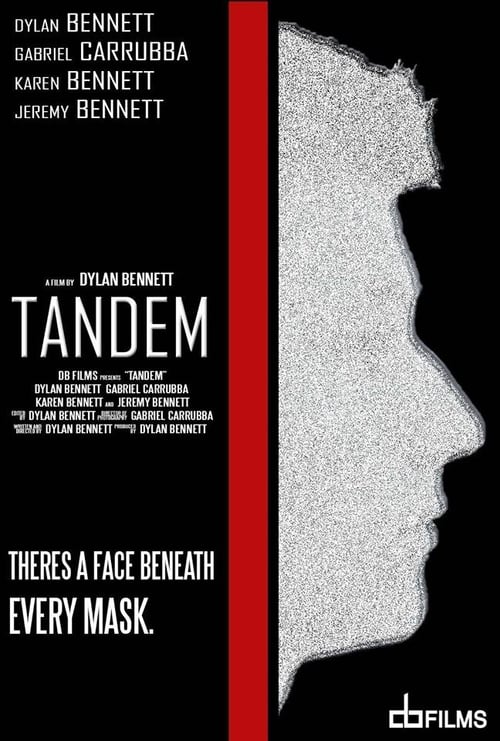 DYLAN BENNETT
GABRIEL CARRUBBA
KAREN BENNETT
JEREMY BENNETT
A FILM BY DYLAN BENNETT
TANDEM
DB FILMS PRESENTS "TANDEM"
DYLAN BENNETT GABRIEL CARRUBBA
KAREN BENNETT AND JEREMY BENNETT
EDITED BY DYLAN BENNETT DIRECTOR OF PHOTOGRAPHY GABRIEL CARRUBBA
WRITTEN AND DIRECTED BY DYLAN BENNETT PRODUCED BY DYLAN BENNETT
THERES A FACE BENEATH
EVERY MASK.
db FILMS